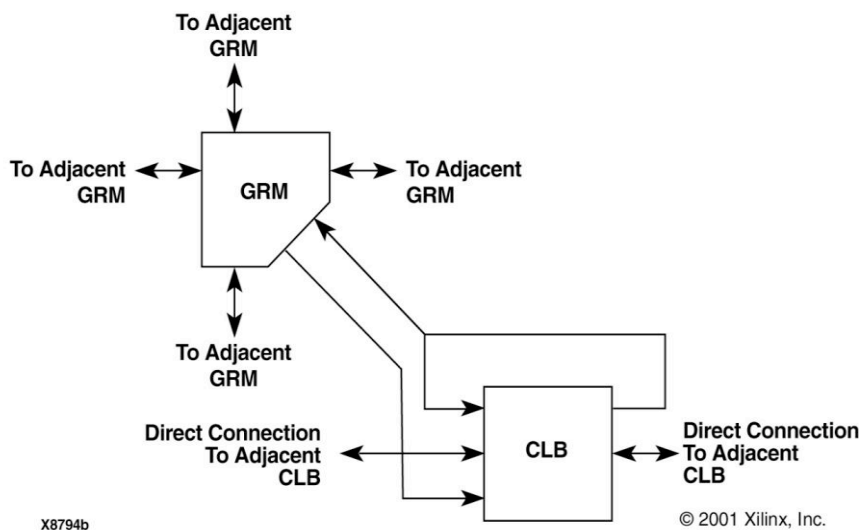 To Adjacent
GRM
To Adjacent
GRM
GRM
To Adjacent
GRM
To Adjacent
GRM
Direct Connection
To Adjacent
CLB
CLB
Direct Connection
To Adjacent
CLB
X8794b
© 2001 Xilinx, Inc.